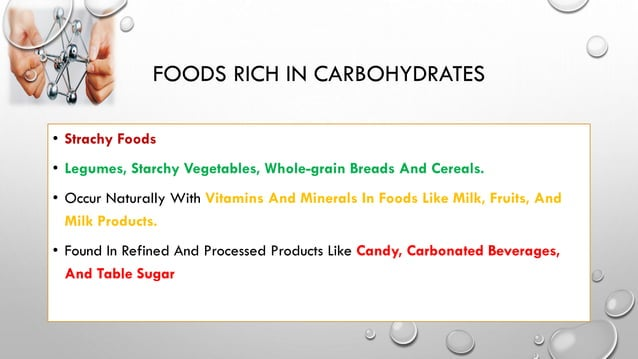 FOODS RICH IN CARBOHYDRATES
• Strachy Foods
• Legumes, Starchy Vegetables, Whole-grain Breads And Cereals.
• Occur Naturally With Vitamins And Minerals In Foods Like Milk, Fruits, And
Milk Products.
• Found In Refined And Processed Products Like Candy, Carbonated Beverages,
And Table Sugar